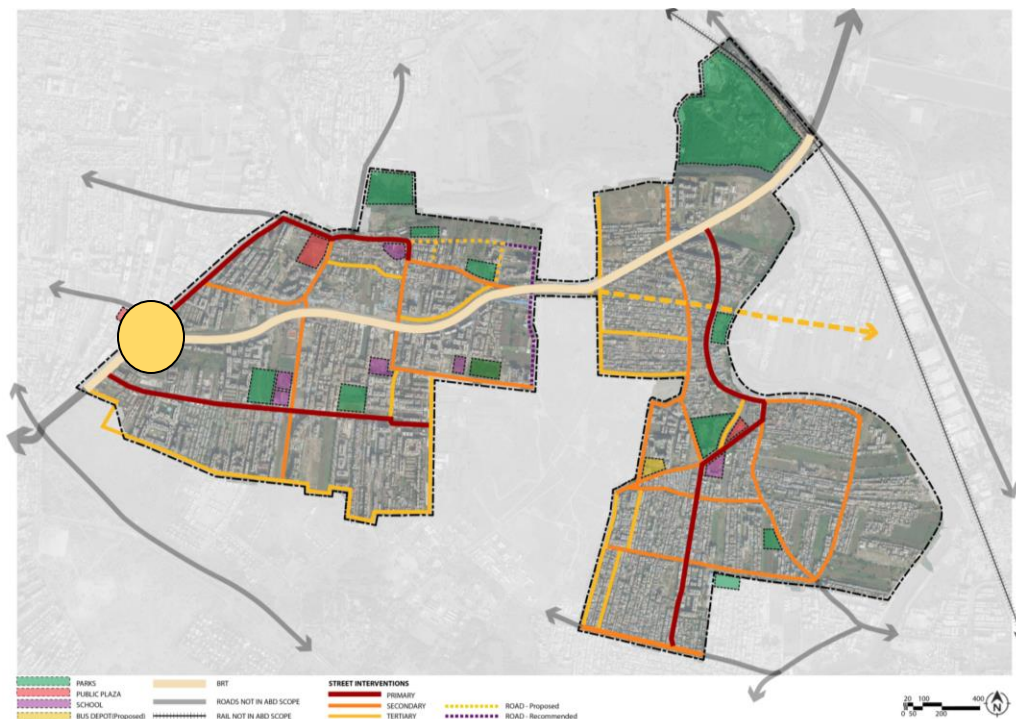 PARKS
PUBLIC PLAZA
SCHOOL
BUS DEPOT(Proposed)
BRT
ROADS NOT IN ABD SCOPE
RAIL NOT IN ABD SCOPE
STREET INTERVENTIONS
PRIMARY
SECONDARY
TERTIARY
ROAD - Proposed
ROAD - Recommended
20 100 400
0 50 200
N